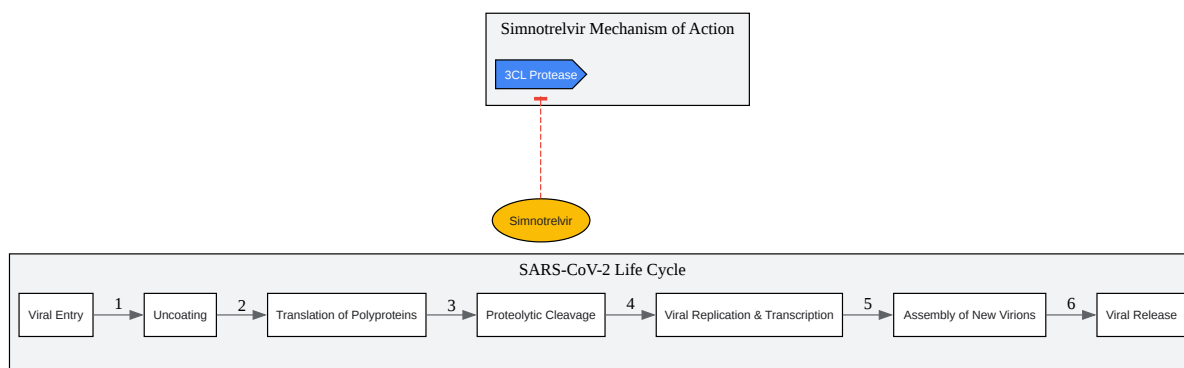 Simnotrelvir Mechanism of Action
3CL Protease
Simnotrelvir
SARS-CoV-2 Life Cycle
Viral Entry
1
Uncoating
2
Translation of Polyproteins
3
Proteolytic Cleavage
4
Viral Replication & Transcription
5
Assembly of New Virions
6
Viral Release